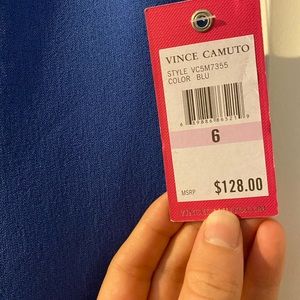 VINCE CAMUTO
STYLE VC5M7355
COLOR BLU
6
MSRP $128.00